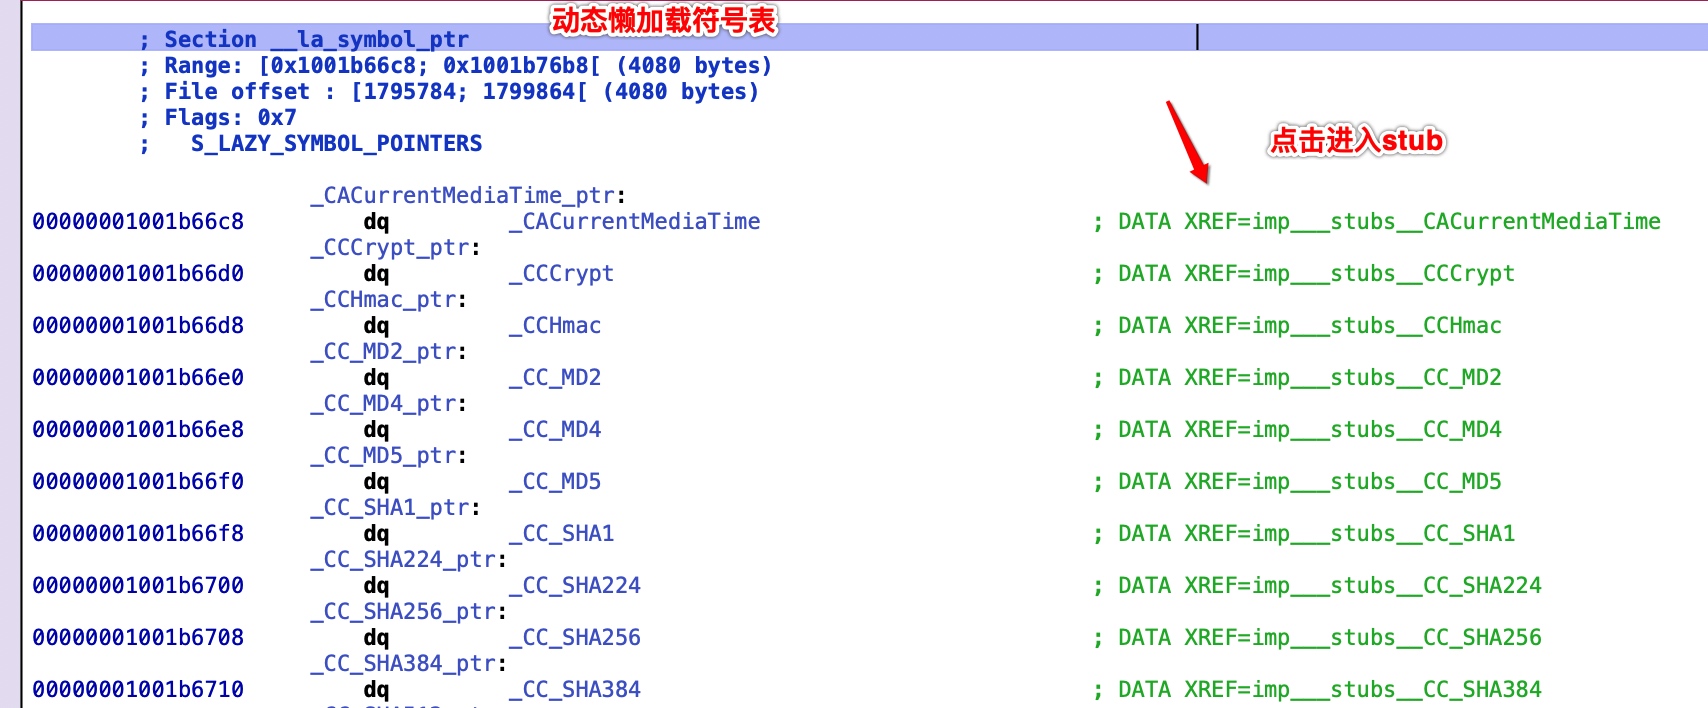 动态懒加载符号表
; Section __la_symbol_ptr
; Range: [0x1001b66c8; 0x1001b76b8[ (4080 bytes)
; File offset : [1795784; 1799864[ (4080 bytes)
; Flags: 0x7
点击进入stub
;   S_LAZY_SYMBOL_POINTERS
_CACurrentMediaTime_ptr:
00000001001b66c8 dq _CACurrentMediaTime ; DATA XREF=imp___stubs__CACurrentMediaTime
_CCCrypt_ptr:
00000001001b66d0 dq _CCCrypt ; DATA XREF=imp___stubs__CCCrypt
_CCHmac_ptr:
00000001001b66d8 dq _CCHmac ; DATA XREF=imp___stubs__CCHmac
_CC_MD2_ptr:
00000001001b66e0 dq _CC_MD2 ; DATA XREF=imp___stubs__CC_MD2
_CC_MD4_ptr:
00000001001b66e8 dq _CC_MD4 ; DATA XREF=imp___stubs__CC_MD4
_CC_MD5_ptr:
00000001001b66f0 dq _CC_MD5 ; DATA XREF=imp___stubs__CC_MD5
_CC_SHA1_ptr:
00000001001b66f8 dq _CC_SHA1 ; DATA XREF=imp___stubs__CC_SHA1
_CC_SHA224_ptr:
00000001001b6700 dq _CC_SHA224 ; DATA XREF=imp___stubs__CC_SHA224
_CC_SHA256_ptr:
00000001001b6708 dq _CC_SHA256 ; DATA XREF=imp___stubs__CC_SHA256
_CC_SHA384_ptr:
00000001001b6710 dq _CC_SHA384 ; DATA XREF=imp___stubs__CC_SHA384